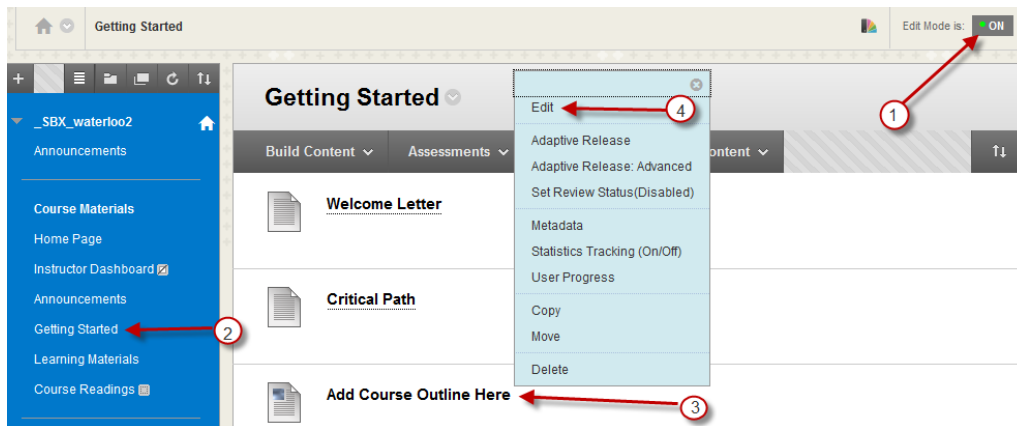 Getting Started
Edit Mode is: ON
1
Getting Started
Edit
4
_SBX_waterloo2
Announcements
Build Content
Assessments
ontent
Adaptive Release
Adaptive Release: Advanced
Set Review Status(Disabled)
Course Materials
Welcome Letter
Metadata
Home Page
Statistics Tracking (On/Off)
Instructor Dashboard
User Progress
Announcements
Critical Path
Copy
Getting Started
2
Move
Learning Materials
Delete
Course Readings
Add Course Outline Here
3